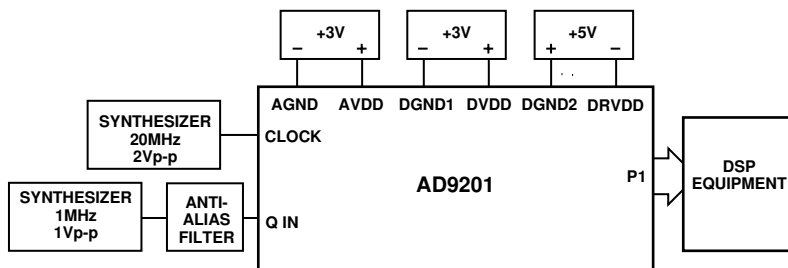 +3V
− +
+3V
− +
+5V
+ −
AGND AVDD DGND1 DVDD DGND2 DRVDD
SYNTHESIZER
20MHz
2Vp-p
CLOCK
AD9201
P1
DSP
EQUIPMENT
SYNTHESIZER
1MHz
1Vp-p
ANTI-
ALIAS
FILTER
Q IN